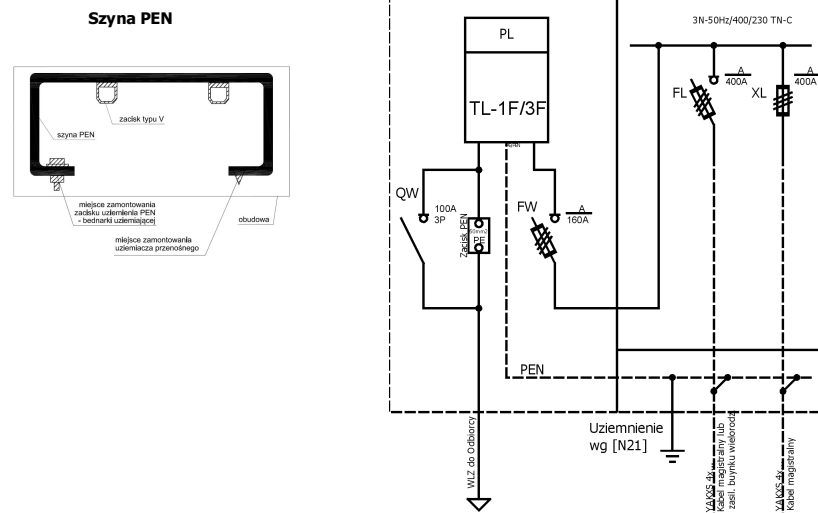 Szyna PEN
zacisk typu V
szyna PEN
miejsce zamontowania
zacisku uziemienia PEN
- bednarki uziemiającej
obudowa
miejsce zamontowania
uziemiacza przenośnego
PL
TL-1F/3F
3N-50Hz/400/230 TN-C
A
400A
A
400A
FL
XL
QW
100A
3P
Zacisk PEN
50mm2
PE
FW
A
160A
PEN
Uziemnienie
wg [N21]
WLZ do Odbiorcy
YAKXS 4x...
Kabel magistralny lub
zasil. buynku wielorodz
YAKXS 4x...
Kabel magistralny